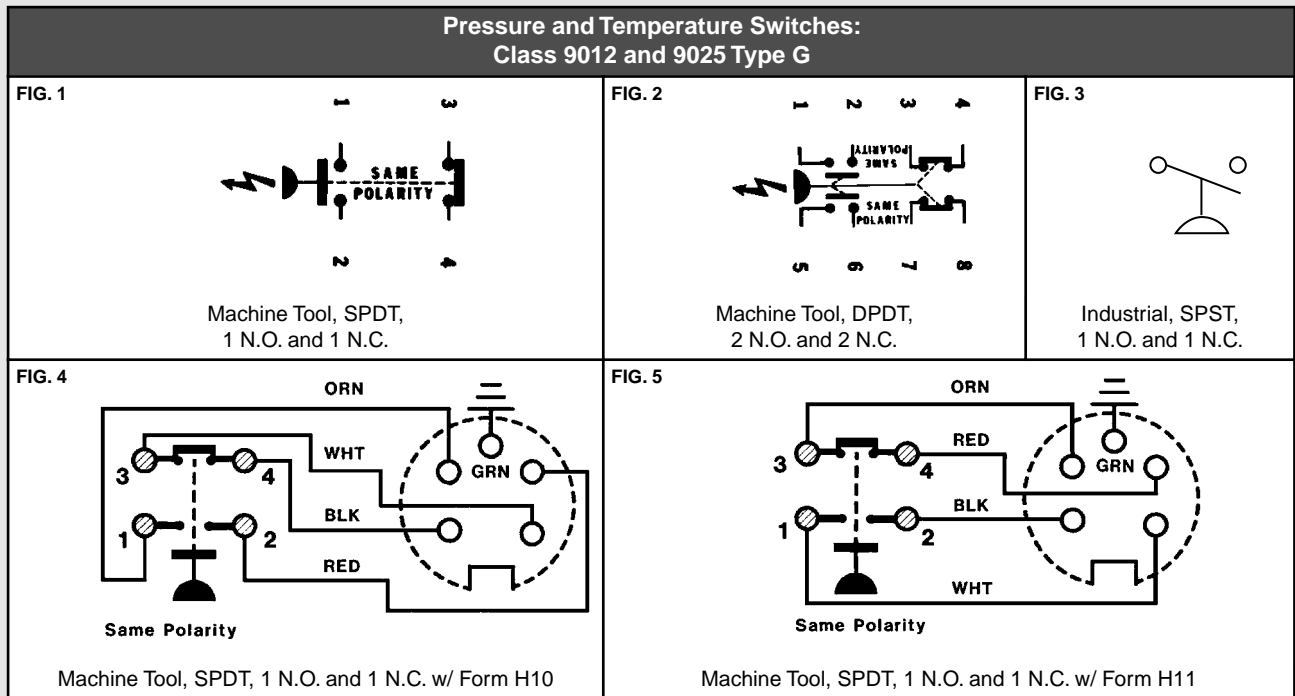 Pressure and Temperature Switches:
Class 9012 and 9025 Type G
FIG. 1
1 3
SAME
POLARITY
2 4
Machine Tool, SPDT,
1 N.O. and 1 N.C.
FIG. 2
1 2 3 4
SAME
POLARITY
SAME
POLARITY
5 6 7 8
Machine Tool, DPDT,
2 N.O. and 2 N.C.
FIG. 3
Industrial, SPST,
1 N.O. and 1 N.C.
FIG. 4
ORN
WHT
GRN
3 4
BLK
1 2
RED
Same Polarity
Machine Tool, SPDT, 1 N.O. and 1 N.C. w/ Form H10
FIG. 5
ORN
RED
GRN
3 4
BLK
1 2
WHT
Same Polarity
Machine Tool, SPDT, 1 N.O. and 1 N.C. w/ Form H11